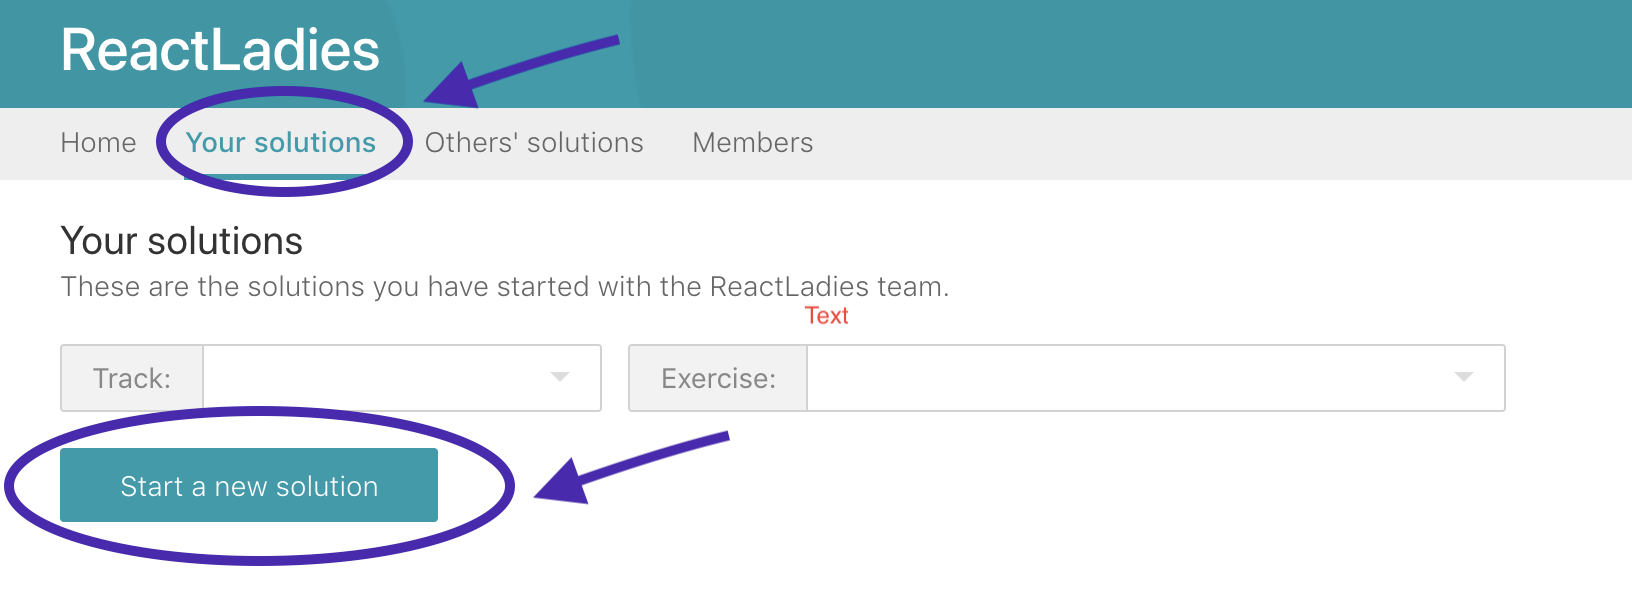 ReactLadies
Home Your solutions Others' solutions Members
Your solutions
These are the solutions you have started with the ReactLadies team.
Text
Track: Exercise:
Start a new solution